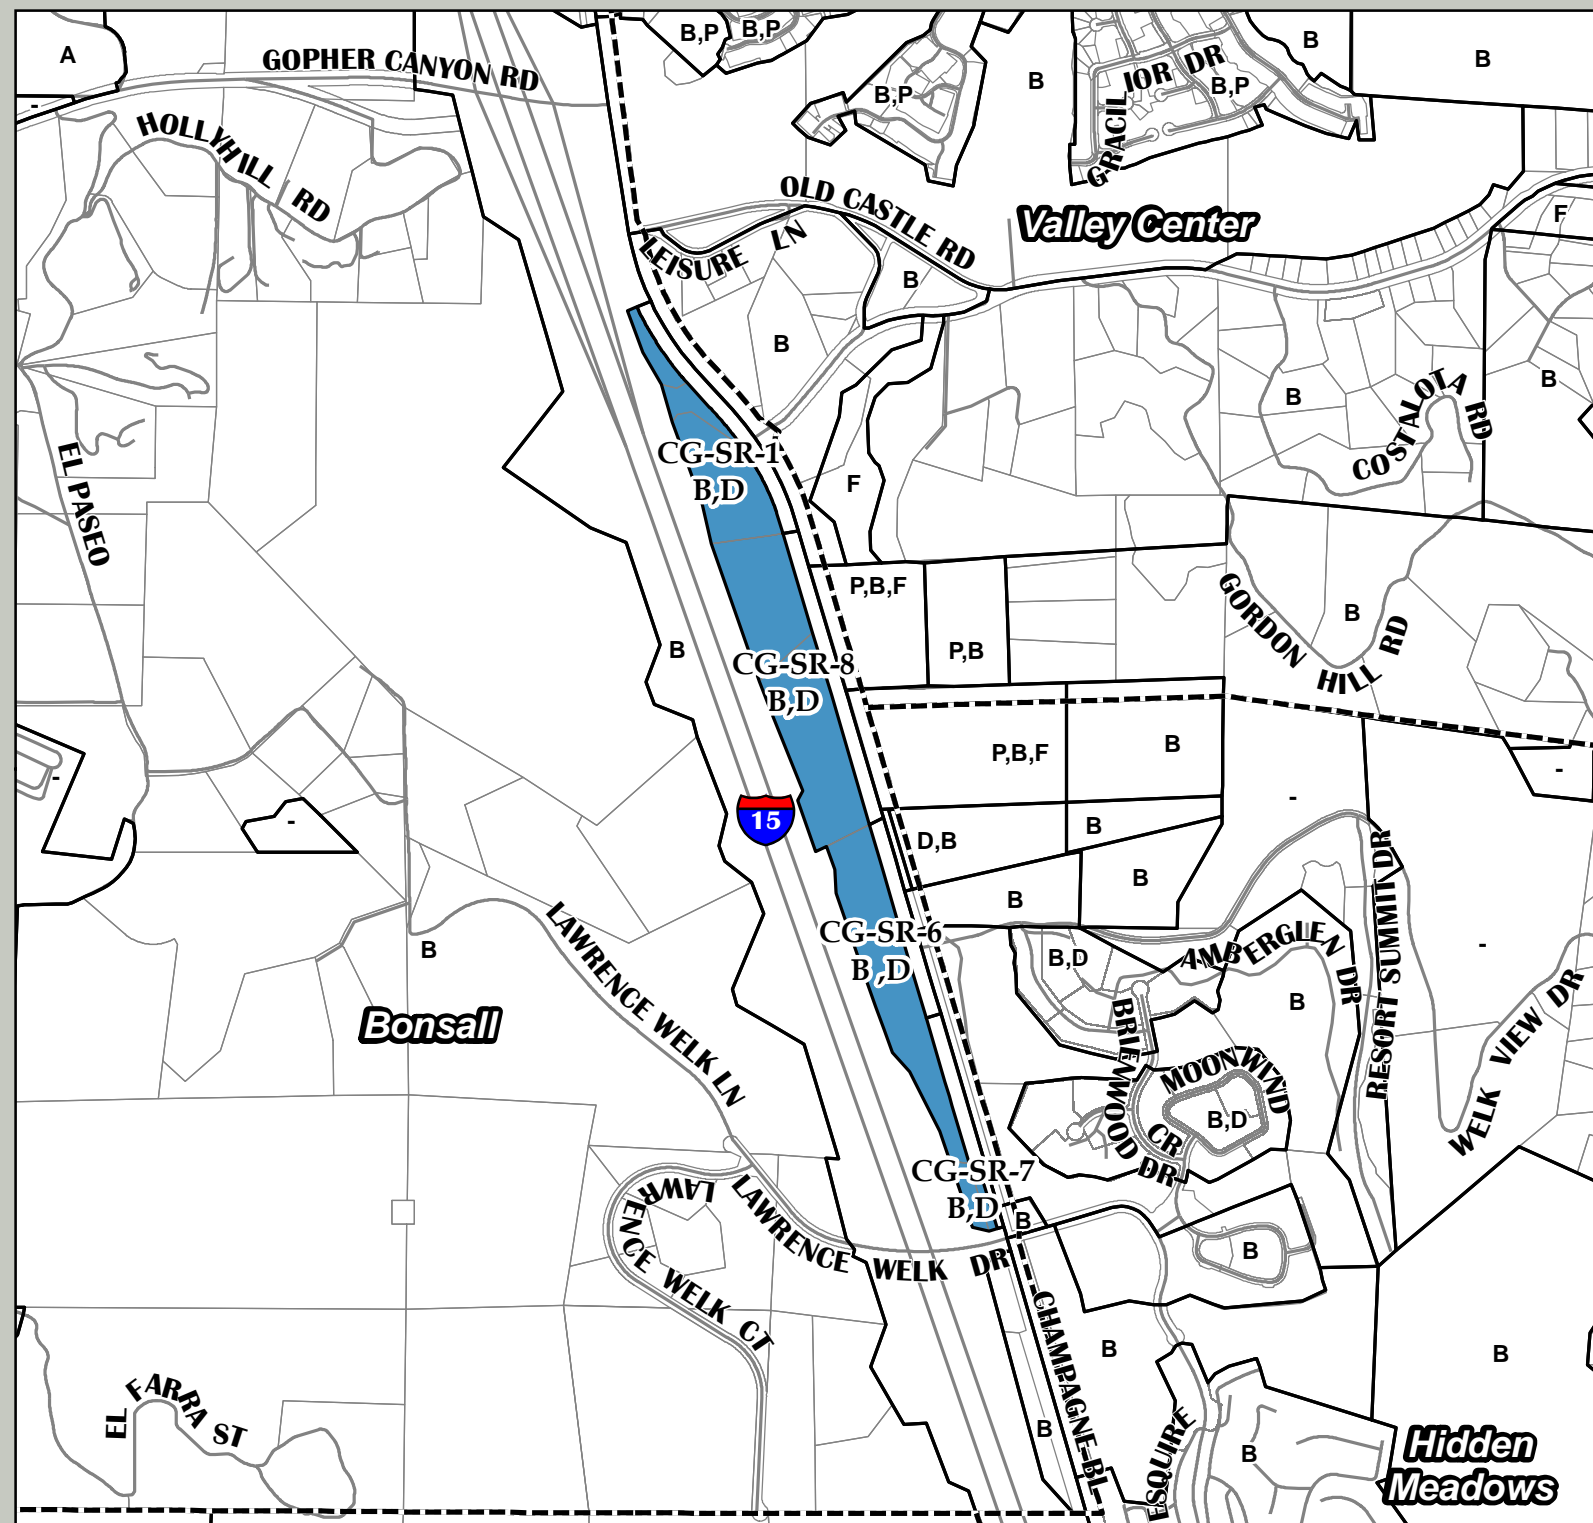 A
GOPHER CANYON RD
B,P
B,P
B
B
B
B,P
GRACILIOR DR
B,P
-
HOLLYHILL RD
OLD CASTLE RD
Valley Center
F
LEISURE LN
B
B
B
B
COSTALOTA RD
EL PASEO
CG-SR-1
B,D
F
P,B,F
GORDON HILL RD
B
B
P,B
CG-SR-8
B,D
P,B,F
B
-
-
-
-
15
D,B
B
B
B
RESORT SUMMIT DR
CG-SR-6
B ,D
B
LAWRENCE WELK LN
B,D
AMBERGLEN DR
-
B
Bonsall
BRIEMWOOD DR
MOONWIND CR
B,D
WELK VIEW DR
CG-SR-7
B,D
B
LAWRENCE WELK CT
LAWRENCE WELK DR
B
CHAMPAGNE BL
B
B
EL FARRA ST
B
ESQUIRE
B
Hidden
Meadows